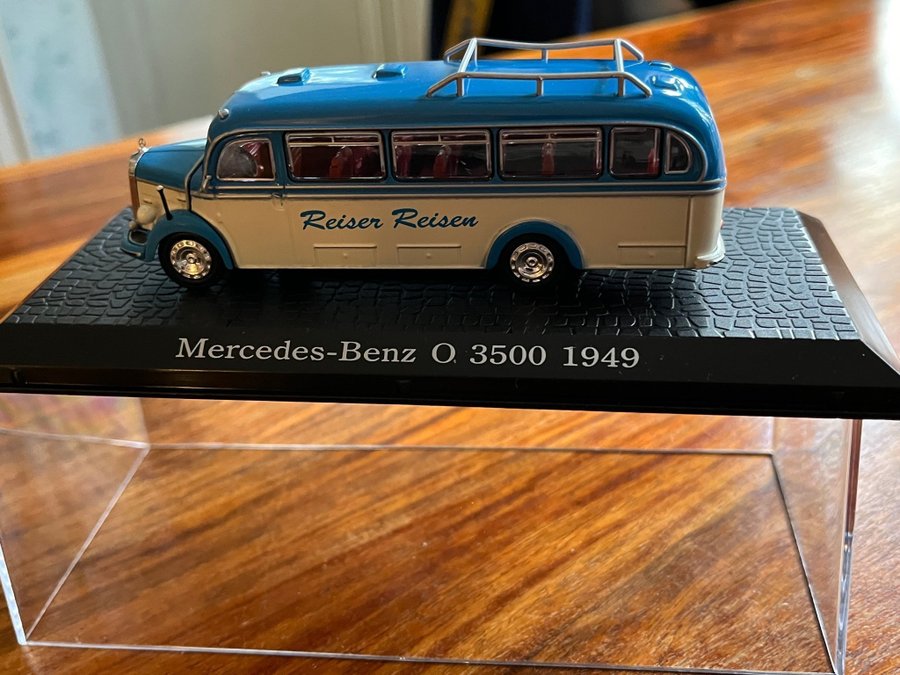 Reiser Reisen
Mercedes-Benz O 3500 1949